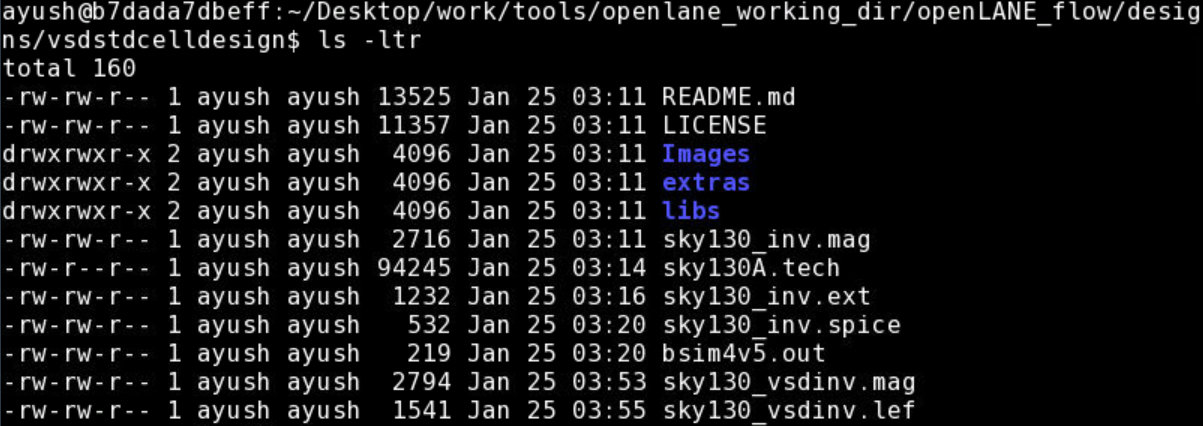 ayush@b7dada7dbeff:~/Desktop/work/tools/openlane_working_dir/openLANE_flow/desig
ns/vsdstdcelldesign$ ls -ltr
total 160
-rw-rw-r-- 1 ayush ayush 13525 Jan 25 03:11 README.md
-rw-rw-r-- 1 ayush ayush 11357 Jan 25 03:11 LICENSE
drwxrwxr-x 2 ayush ayush  4096 Jan 25 03:11 Images
drwxrwxr-x 2 ayush ayush  4096 Jan 25 03:11 extras
drwxrwxr-x 2 ayush ayush  4096 Jan 25 03:11 libs
-rw-rw-r-- 1 ayush ayush  2716 Jan 25 03:11 sky130_inv.mag
-rw-r--r-- 1 ayush ayush 94245 Jan 25 03:14 sky130A.tech
-rw-rw-r-- 1 ayush ayush  1232 Jan 25 03:16 sky130_inv.ext
-rw-rw-r-- 1 ayush ayush   532 Jan 25 03:20 sky130_inv.spice
-rw-rw-r-- 1 ayush ayush   219 Jan 25 03:20 bsim4v5.out
-rw-rw-r-- 1 ayush ayush  2794 Jan 25 03:53 sky130_vsdinv.mag
-rw-rw-r-- 1 ayush ayush  1541 Jan 25 03:55 sky130_vsdinv.lef